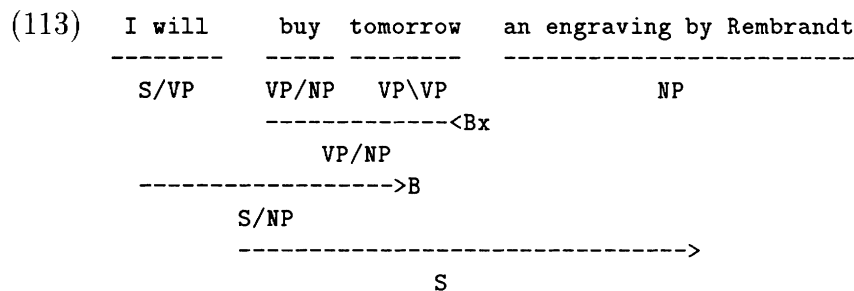 (113) I will buy tomorrow an engraving by Rembrandt
-------- ----- -------- -------------------------
S/VP VP/NP VP\VP NP
-------------<Bx
VP/NP
------------------>B
S/NP
-------------------------------->
S